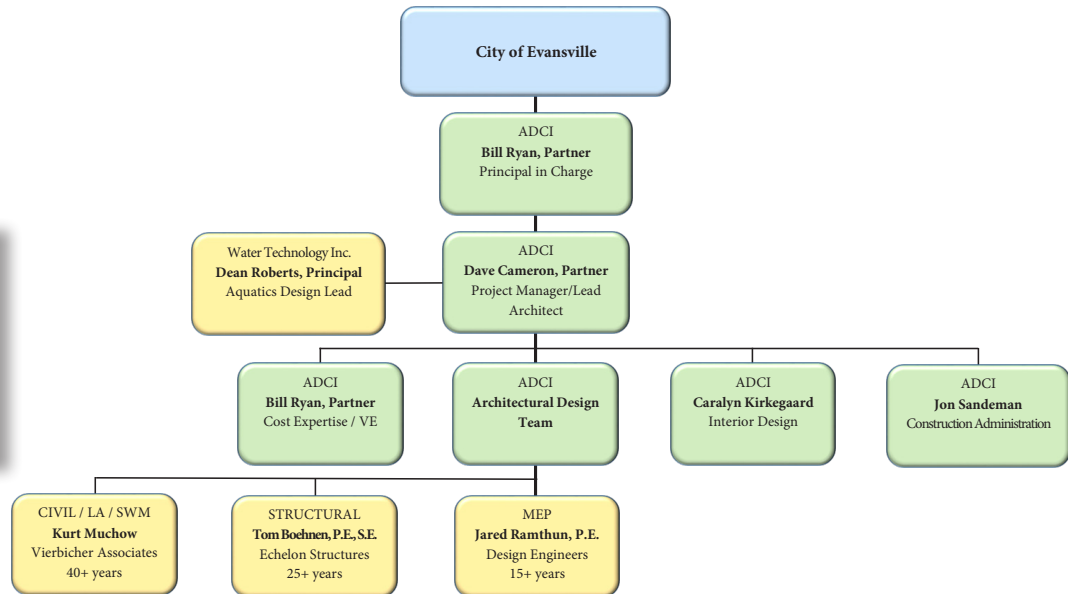 City of Evansville
ADCI
Bill Ryan, Partner
Principal in Charge
Water Technology Inc.
Dean Roberts, Principal
Aquatics Design Lead
ADCI
Dave Cameron, Partner
Project Manager/Lead
Architect
ADCI
Bill Ryan, Partner
Cost Expertise / VE
ADCI
Architectural Design
Team
ADCI
Caralyn Kirkegaard
Interior Design
ADCI
Jon Sandeman
Construction Administration
CIVIL / LA / SWM
Kurt Muchow
Vierbicher Associates
40+ years
STRUCTURAL
Tom Boehnen, P.E., S.E.
Echelon Structures
25+ years
MEP
Jared Ramthun, P.E.
Design Engineers
15+ years